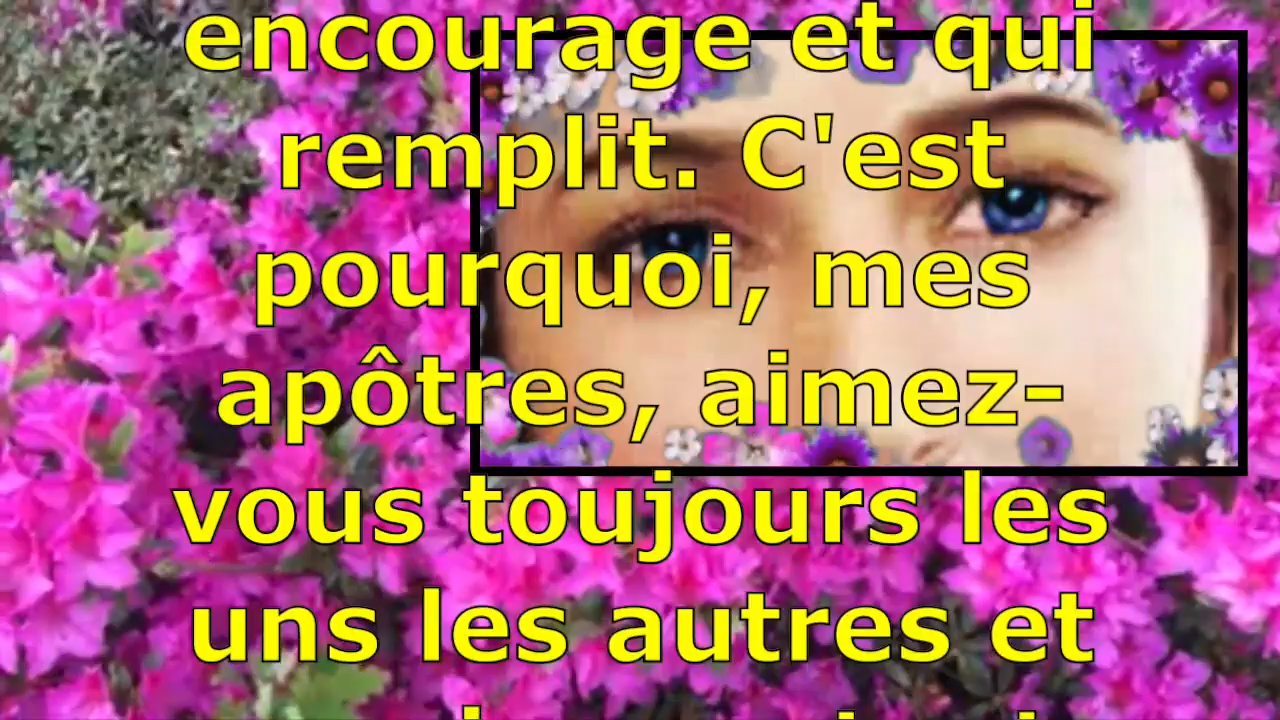 encourage et qui
remplit. C'est
pourquoi, mes
apôtres, aimez-
vous toujours les
uns les autres et